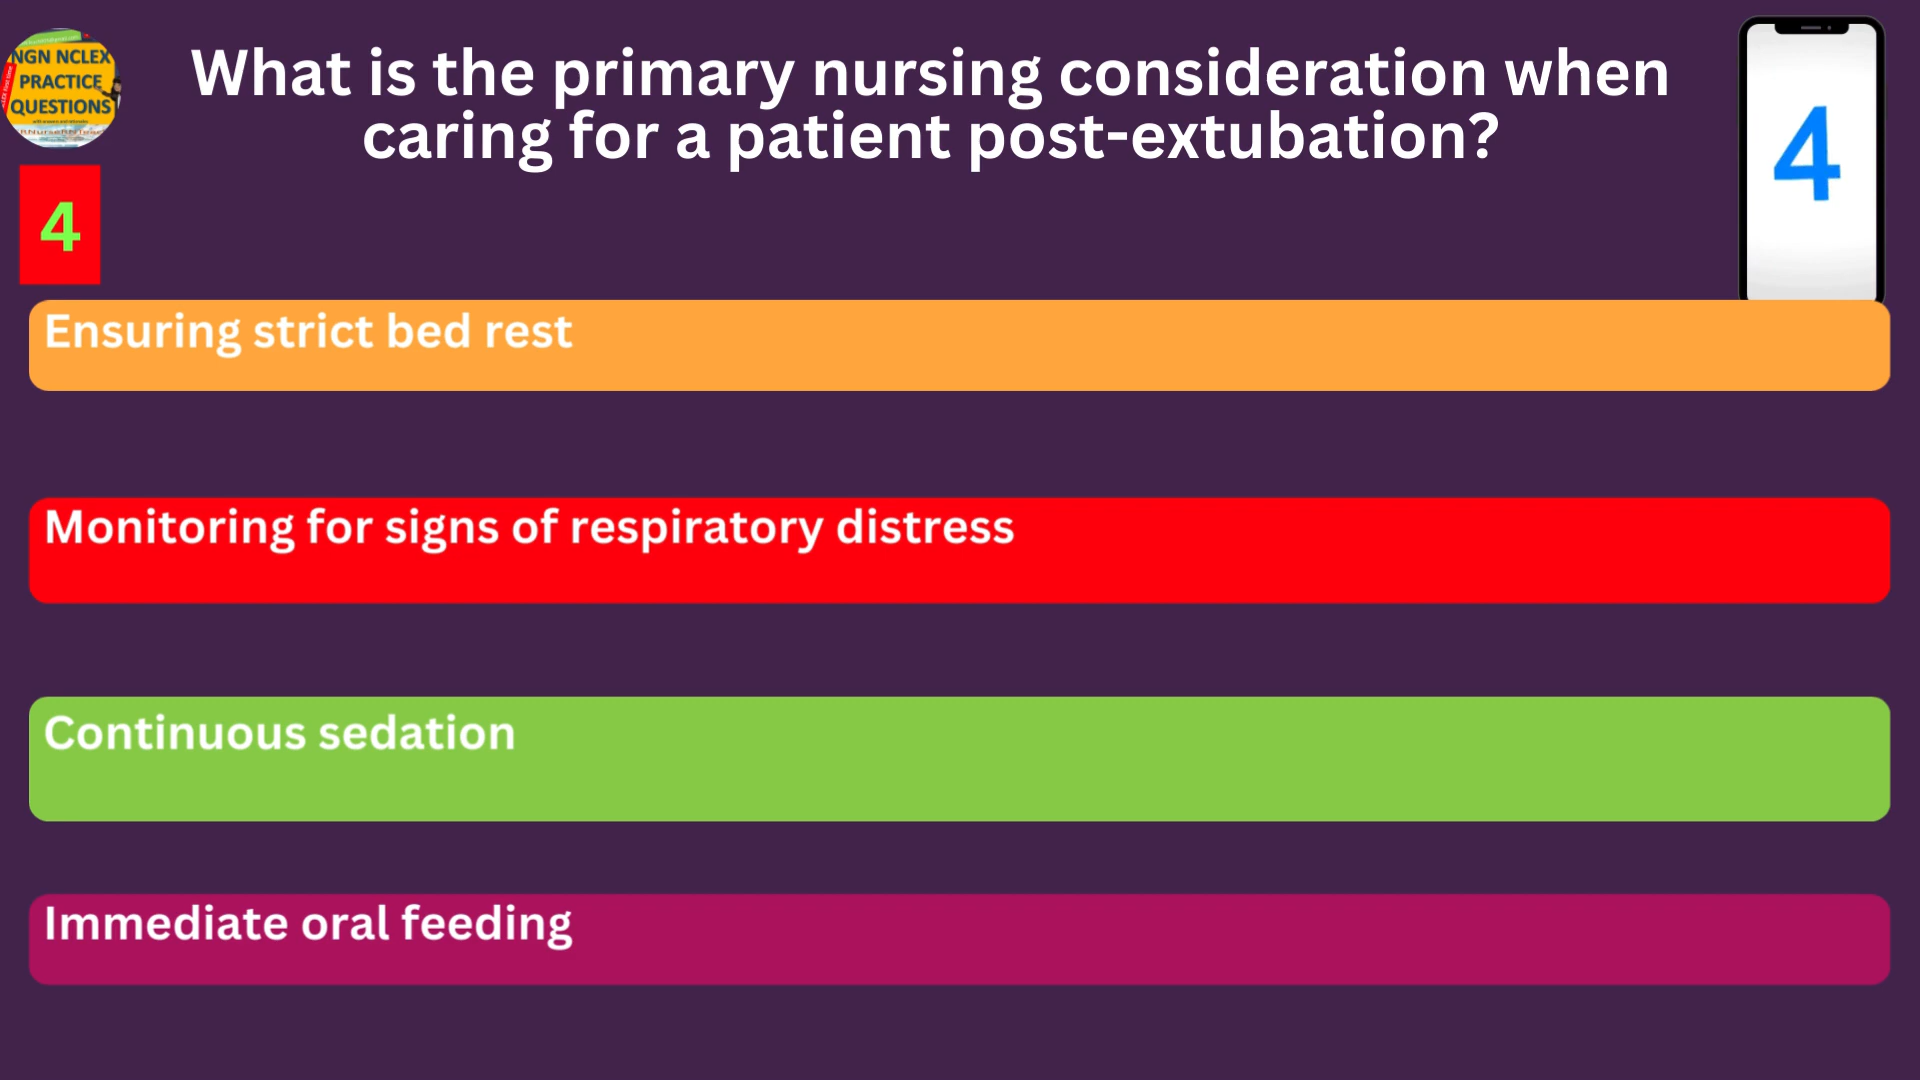 NGN NCLEX
PRACTICE
QUESTIONS
What is the primary nursing consideration when
caring for a patient post-extubation?
4
4
Ensuring strict bed rest
Monitoring for signs of respiratory distress
Continuous sedation
Immediate oral feeding